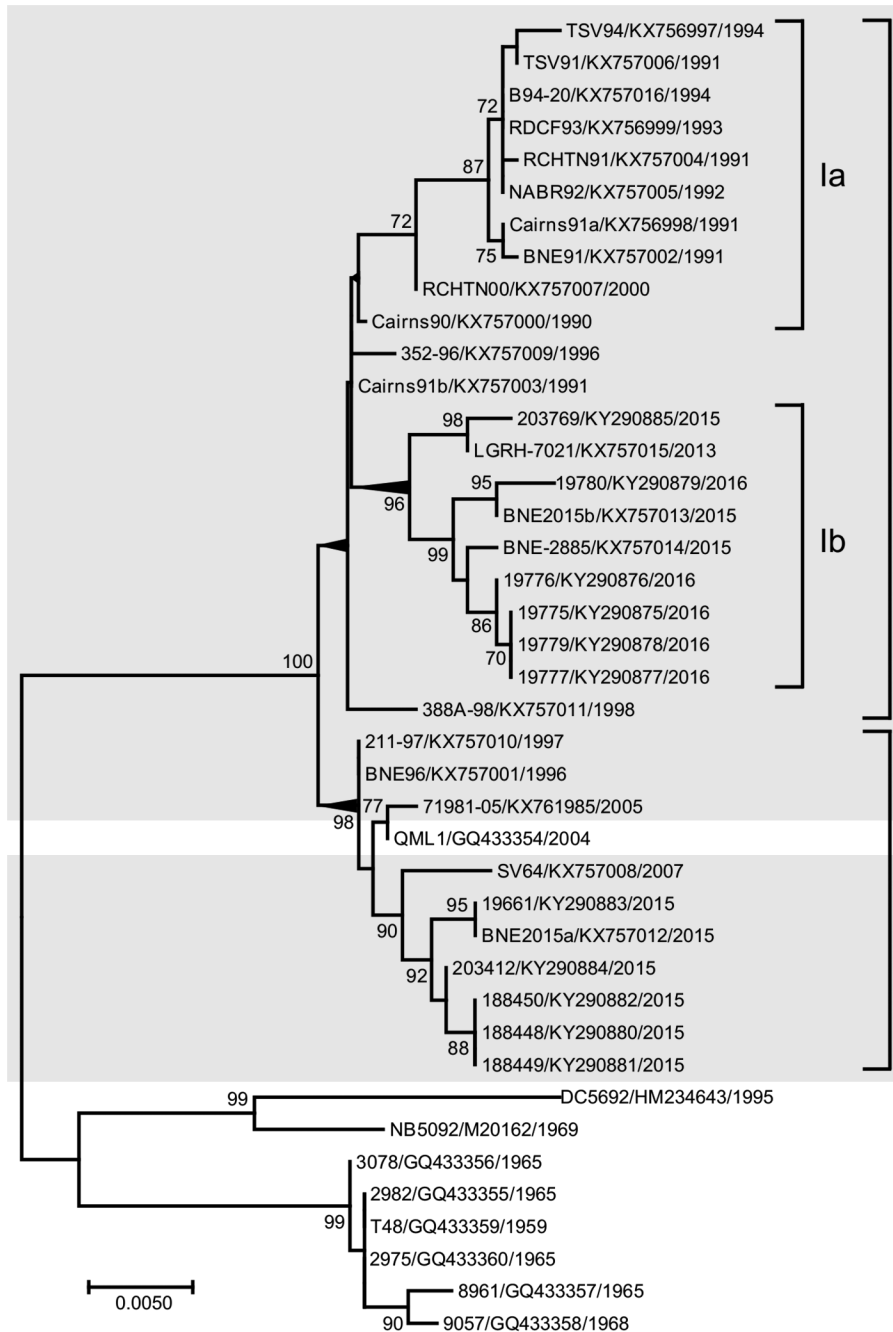 TSV94/KX756997/1994
TSV91/KX757006/1991
B94-20/KX757016/1994
72
RDCF93/KX756999/1993
RCHTN91/KX757004/1991
87
Ia
NABR92/KX757005/1992
72
Cairns91a/KX756998/1991
75
BNE91/KX757002/1991
RCHTN00/KX757007/2000
Cairns90/KX757000/1990
352-96/KX757009/1996
Cairns91b/KX757003/1991
98
203769/KY290885/2015
LGRH-7021/KX757015/2013
95
19780/KY290879/2016
96
BNE2015b/KX757013/2015
99
BNE-2885/KX757014/2015
Ib
19776/KY290876/2016
86
19775/KY290875/2016
19779/KY290878/2016
70
100
19777/KY290877/2016
388A-98/KX757011/1998
211-97/KX757010/1997
BNE96/KX757001/1996
77
71981-05/KX761985/2005
98
QML1/GQ433354/2004
SV64/KX757008/2007
95
19661/KY290883/2015
90
BNE2015a/KX757012/2015
92
203412/KY290884/2015
188450/KY290882/2015
188448/KY290880/2015
88
188449/KY290881/2015
99
DC5692/HM234643/1995
NB5092/M20162/1969
3078/GQ433356/1965
2982/GQ433355/1965
99
T48/GQ433359/1959
2975/GQ433360/1965
8961/GQ433357/1965
0.0050
90
9057/GQ433358/1968